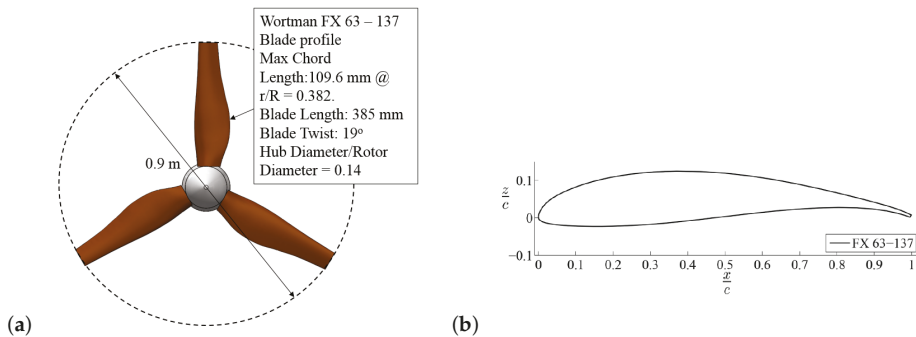 Wortman FX 63 – 137
Blade profile
Max Chord
Length:109.6 mm @
r/R = 0.382.
Blade Length: 385 mm
Blade Twist: 19º
Hub Diameter/Rotor
Diameter = 0.14
0.9 m
(a)
0.1
0
−0.1
z/c
0 0.1 0.2 0.3 0.4 0.5 0.6 0.7 0.8 0.9 1
x/c
FX 63−137
(b)